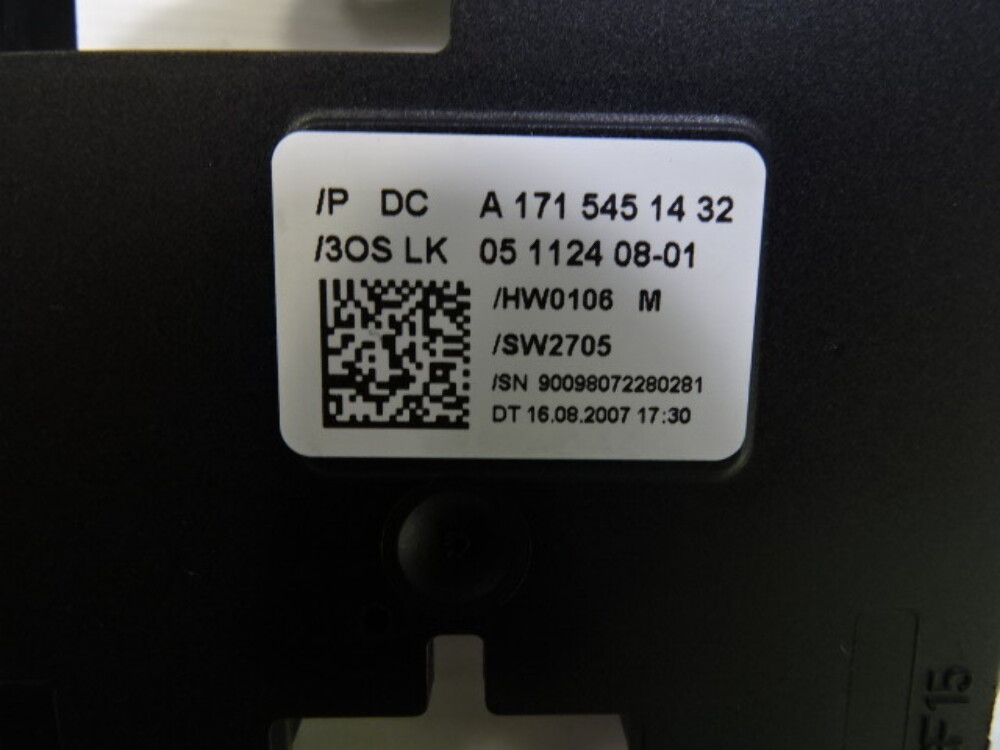 /P DC A 171 545 14 32
/3OS LK 05 1124 08-01
/HW0106 M
/SW2705
/SN 90098072280281
DT 16.08.2007 17:30
F15